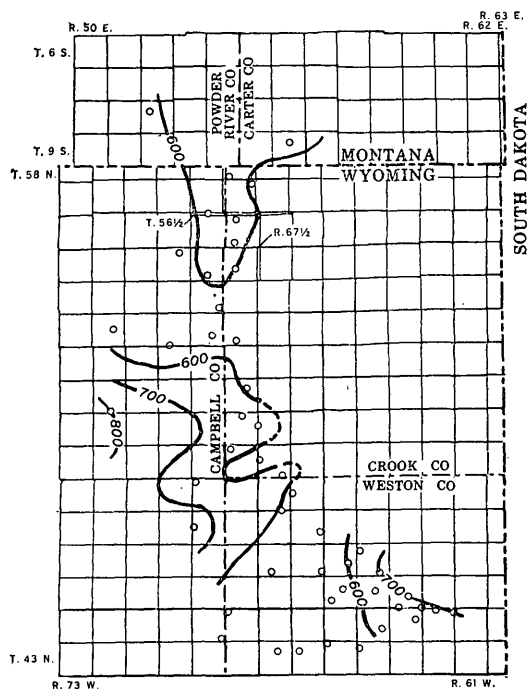 R. 50 E.
R. 63 E.
R. 62 E.
T. 6 S.
POWDER
RIVER CO
CARTER CO
600
SOUTH DAKOTA
T. 9 S.
MONTANA
T. 58 N.
WYOMING
T. 56½
R. 67½
600
700
800
CAMPBELL CO
CROOK CO
WESTON CO
600
700
T. 43 N.
R. 73 W.
R. 61 W.